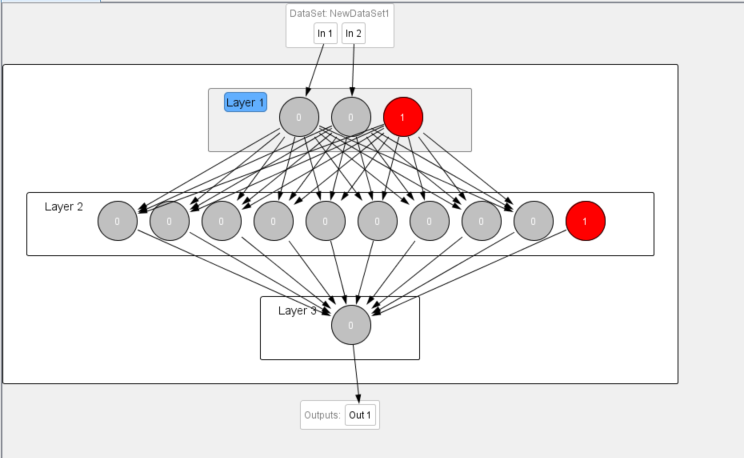 DataSet: NewDataSet1
In 1 In 2
Layer 1 0 0 1
Layer 2 0 0 0 0 0 0 0 0 0 1
Layer 3 0
Outputs: Out 1